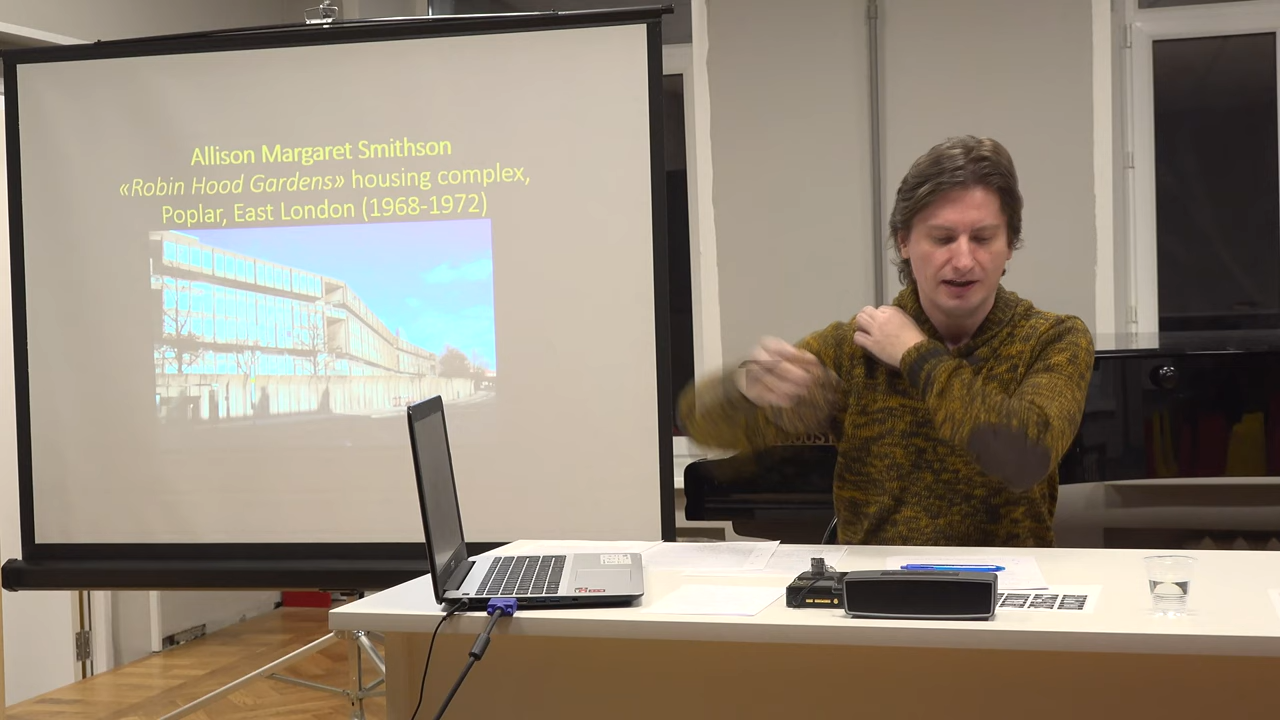 Allison Margaret Smithson
«Robin Hood Gardens» housing complex,
Poplar, East London (1968-1972)